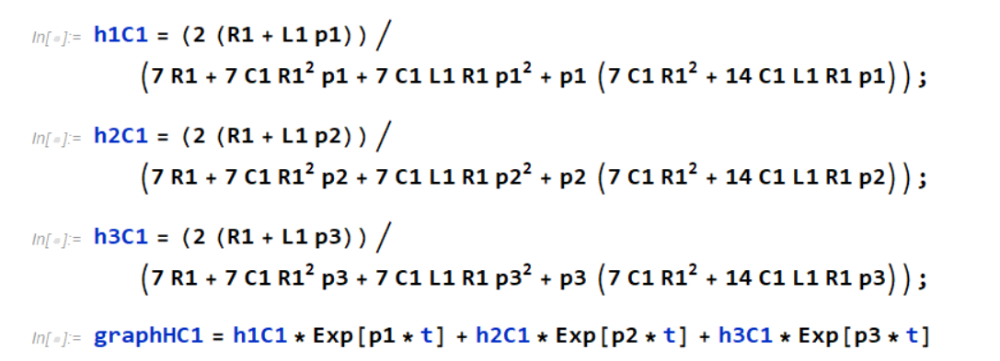 In[•]:= h1C1 = (2 (R1 + L1 p1)) /
(7 R1 + 7 C1 R1² p1 + 7 C1 L1 R1 p1² + p1 (7 C1 R1² + 14 C1 L1 R1 p1));
In[•]:= h2C1 = (2 (R1 + L1 p2)) /
(7 R1 + 7 C1 R1² p2 + 7 C1 L1 R1 p2² + p2 (7 C1 R1² + 14 C1 L1 R1 p2));
In[•]:= h3C1 = (2 (R1 + L1 p3)) /
(7 R1 + 7 C1 R1² p3 + 7 C1 L1 R1 p3² + p3 (7 C1 R1² + 14 C1 L1 R1 p3));
In[•]:= graphHC1 = h1C1 * Exp[p1 * t] + h2C1 * Exp[p2 * t] + h3C1 * Exp[p3 * t]